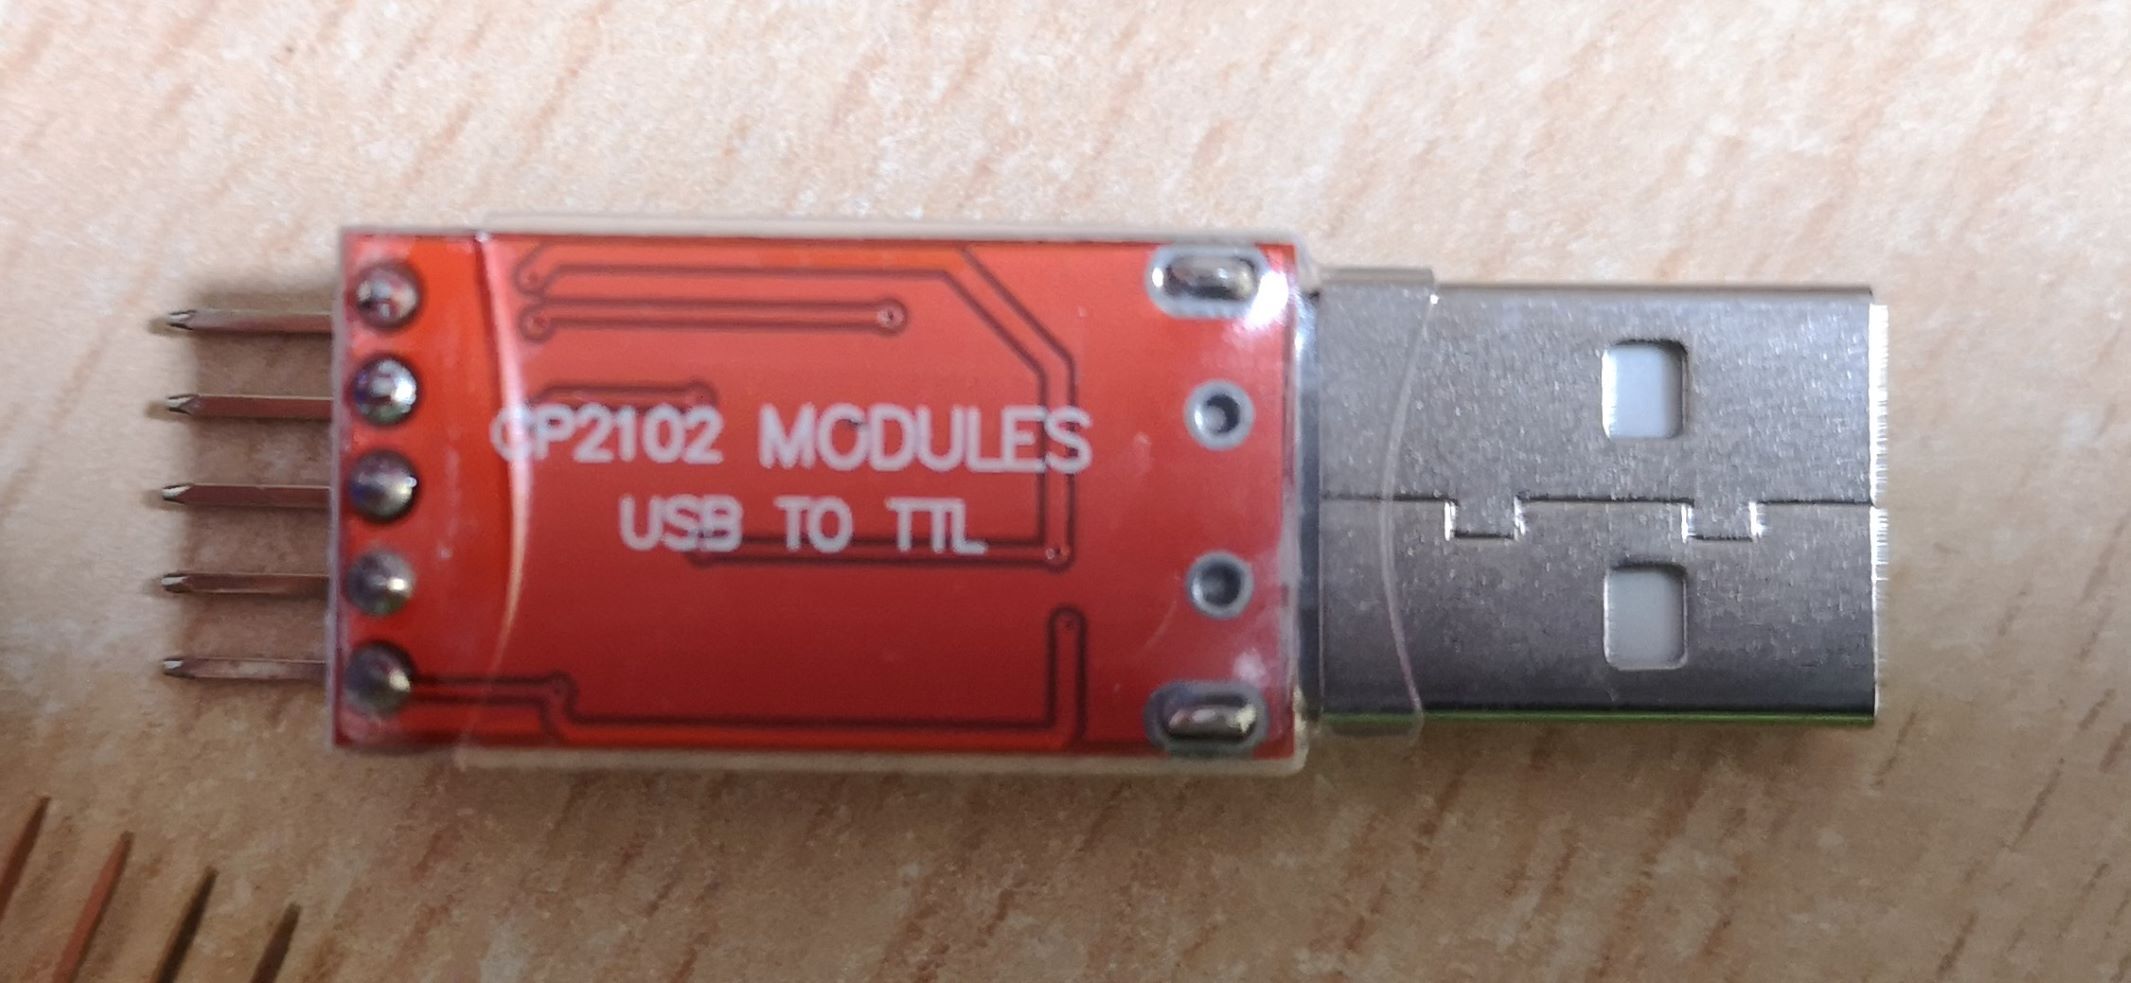 CP2102 MODULES
USB TO TTL